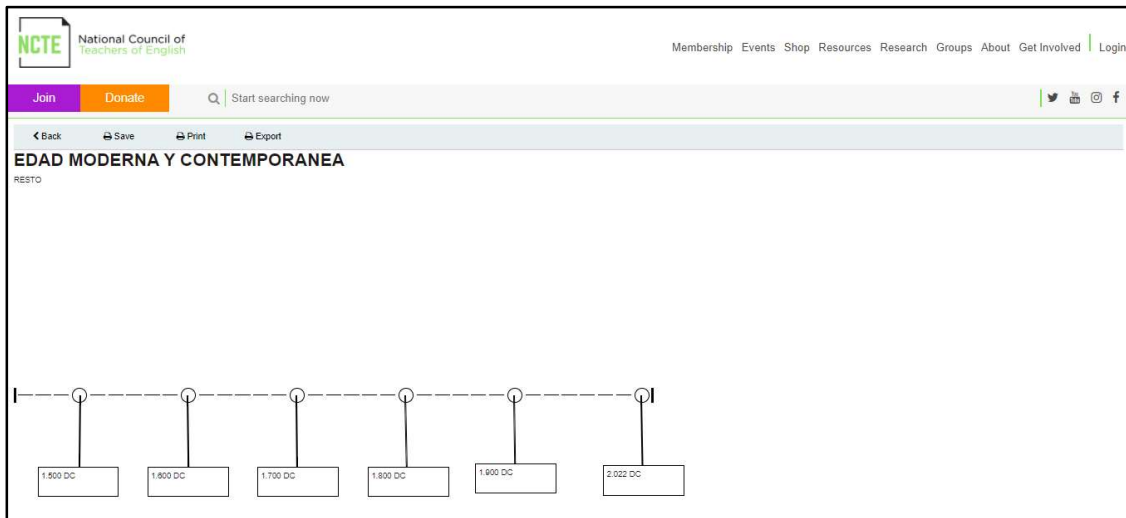 NCTE National Council of
Teachers of English
Membership Events Shop Resources Research Groups About Get Involved Login
Join Donate Start searching now
Back Save Print Export
EDAD MODERNA Y CONTEMPORANEA
RESTO
1.500 DC 1.600 DC 1.700 DC 1.800 DC 1.900 DC 2.022 DC